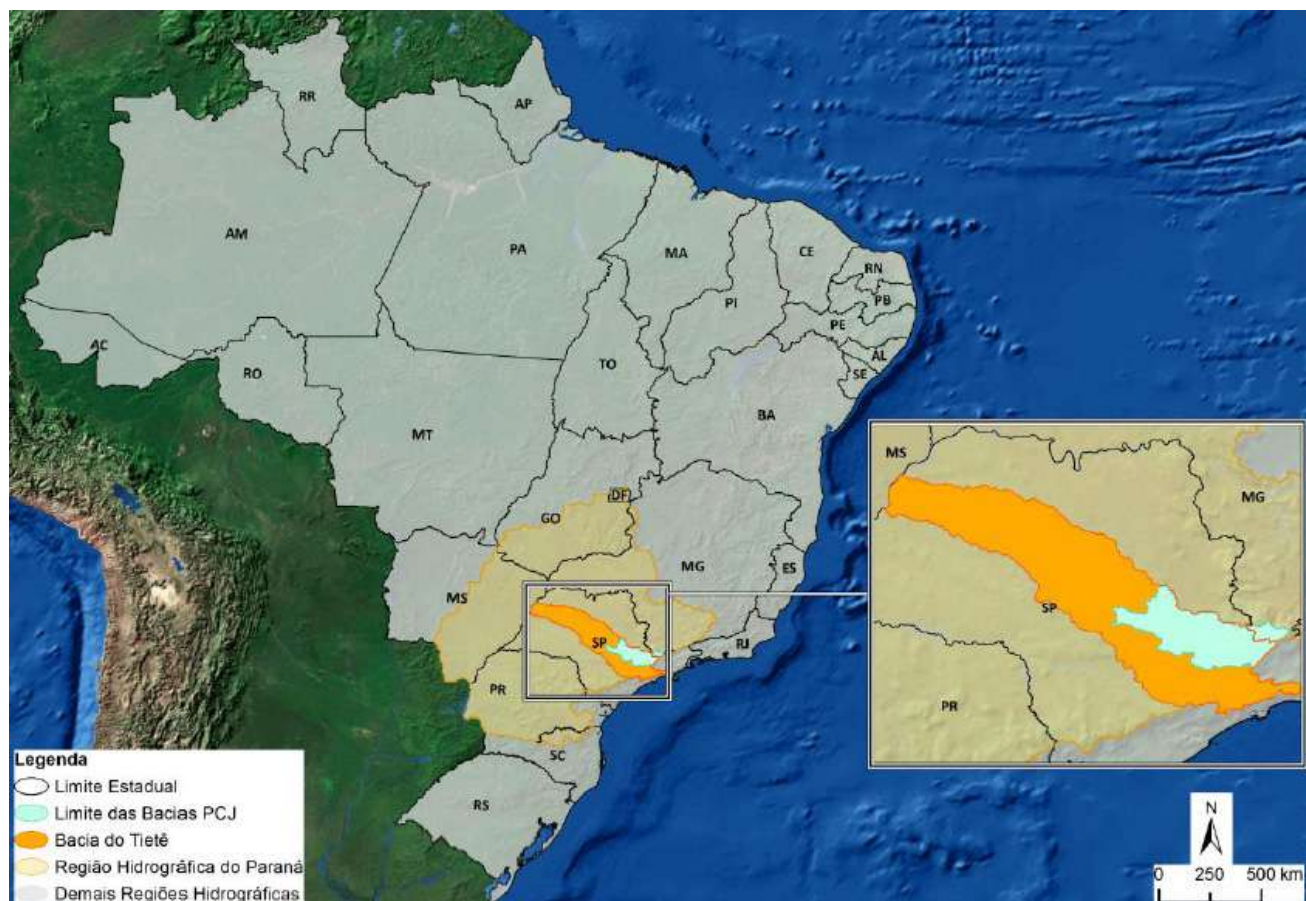 RR
AP
AM
PA
MA
CE
RN
PB
PI
PE
AL
SE
AC
RO
TO
BA
MT
DF
GO
MG
ES
MS
SP
RJ
PR
SC
RS
MS
MG
SP
PR
Legenda
Limite Estadual
Limite das Bacias PCJ
Bacia do Tietê
Região Hidrográfica do Paraná
Demais Regiões Hidrográficas
N
0 250 500 km